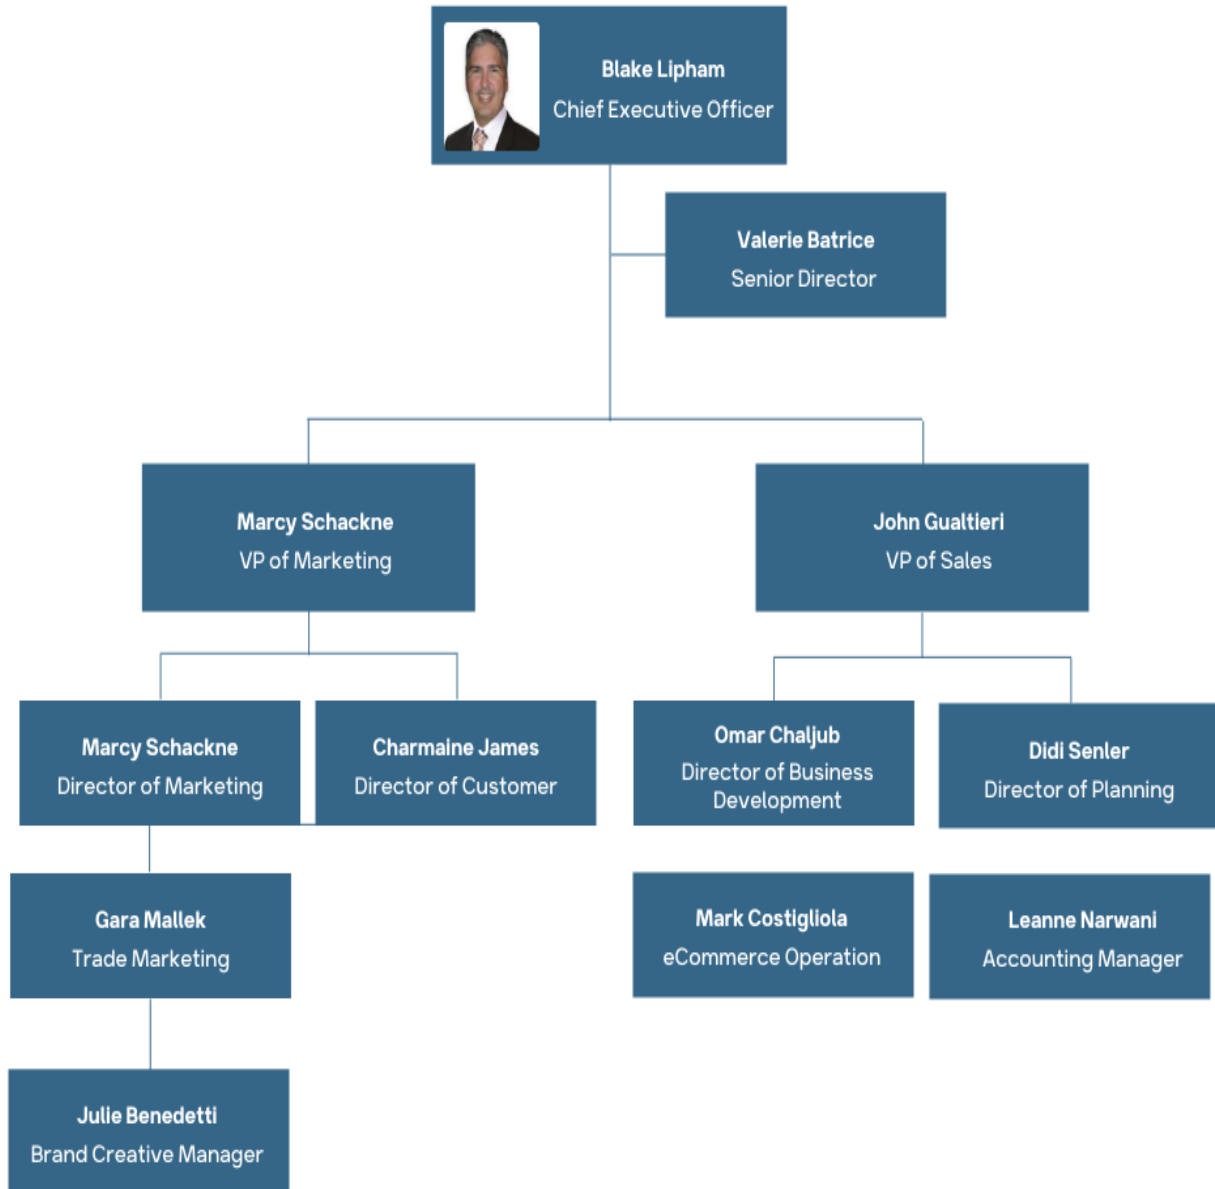 Blake Lipham
Chief Executive Officer
Valerie Batrice
Senior Director
Marcy Schackne
VP of Marketing
John Gualtieri
VP of Sales
Marcy Schackne
Director of Marketing
Charmaine James
Director of Customer
Omar Chaljub
Director of Business
Development
Didi Senler
Director of Planning
Gara Mallek
Trade Marketing
Mark Costigliola
eCommerce Operation
Leanne Narwani
Accounting Manager
Julie Benedetti
Brand Creative Manager